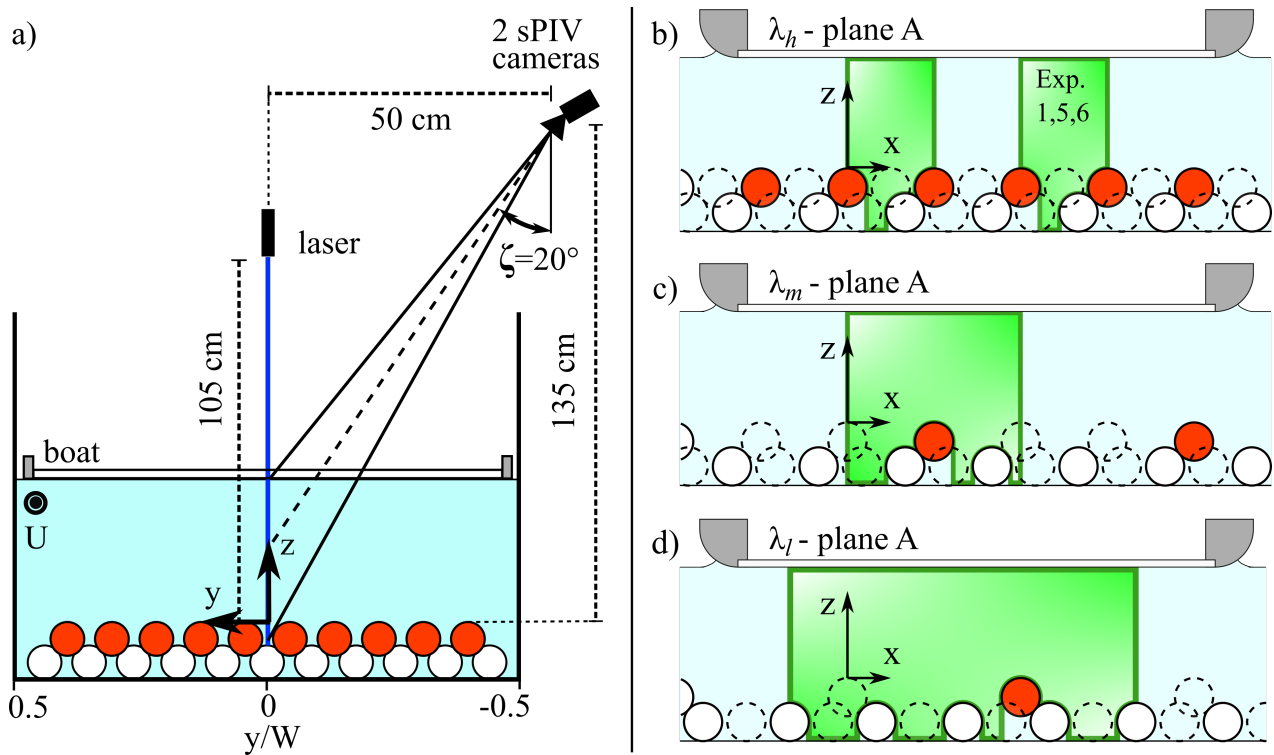 a)
2 sPIV
cameras
50 cm
laser
ζ=20°
105 cm
135 cm
boat
U
z
y
0.5
0
-0.5
y/W
b)
λh - plane A
Exp.
1,5,6
z
x
c)
λm - plane A
z
x
d)
λl - plane A
z
x